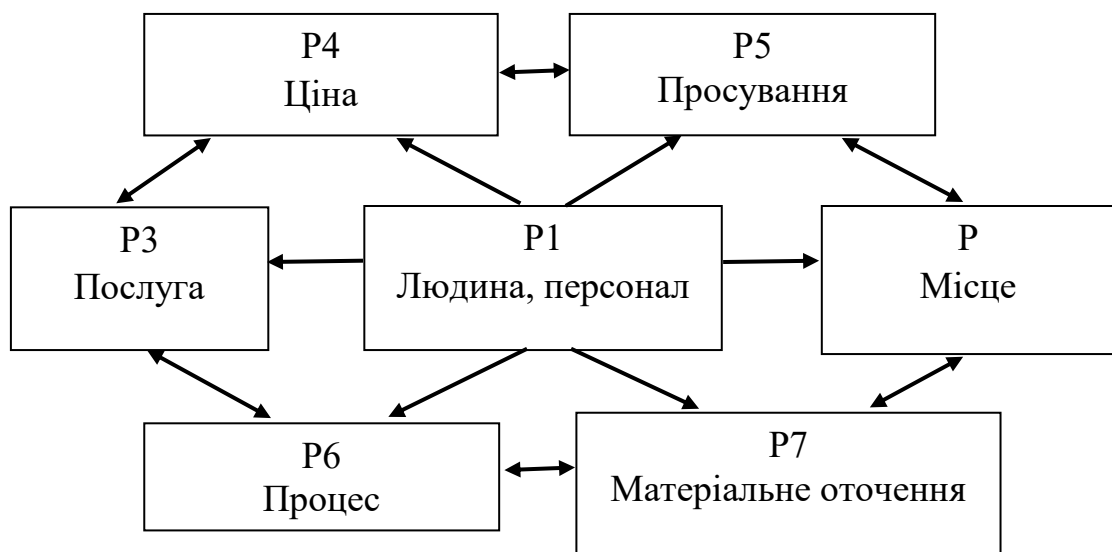 P4
Ціна
P5
Просування
P3
Послуга
P1
Людина, персонал
P
Місце
P6
Процес
P7
Матеріальне оточення